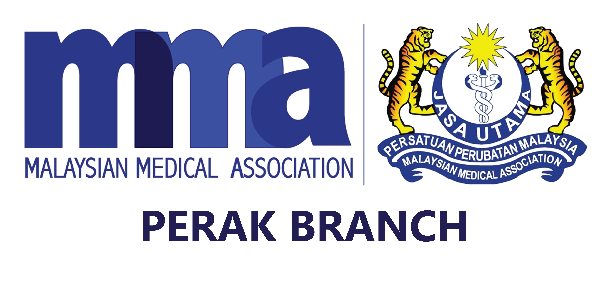 mma
MALAYSIAN MEDICAL ASSOCIATION
JASA UTAMA
PERSATUAN PERUBATAN MALAYSIA
MALAYSIAN MEDICAL ASSOCIATION
PERAK BRANCH